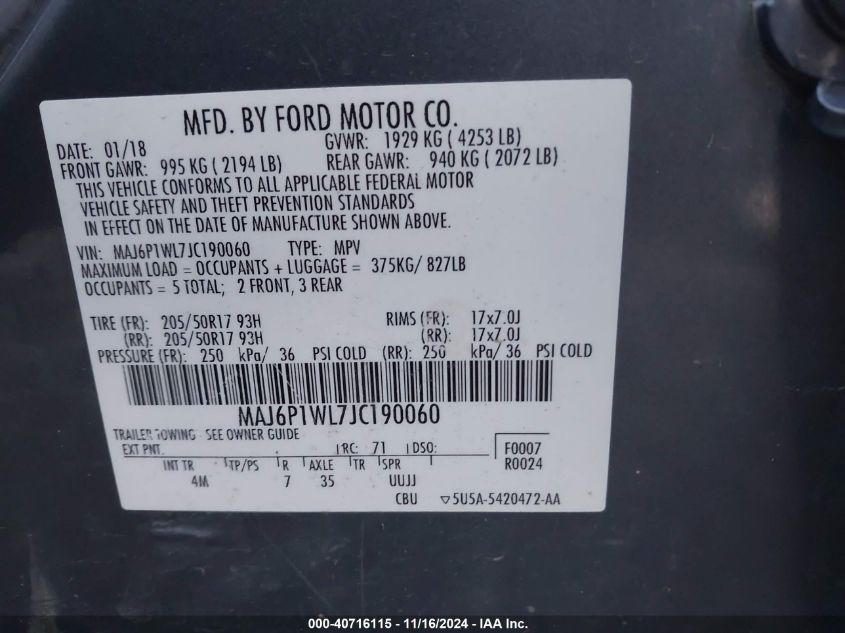 MFD. BY FORD MOTOR CO.
DATE: 01/18 GVWR: 1929 KG ( 4253 LB)
FRONT GAWR: 995 KG ( 2194 LB) REAR GAWR: 940 KG ( 2072 LB)
THIS VEHICLE CONFORMS TO ALL APPLICABLE FEDERAL MOTOR
VEHICLE SAFETY AND THEFT PREVENTION STANDARDS
IN EFFECT ON THE DATE OF MANUFACTURE SHOWN ABOVE.
VIN: MAJ6P1WL7JC190060 TYPE: MPV
MAXIMUM LOAD = OCCUPANTS + LUGGAGE = 375KG/ 827LB
OCCUPANTS = 5 TOTAL; 2 FRONT, 3 REAR
TIRE (FR): 205/50R17 93H RIMS (FR): 17x7.0J
(RR): 205/50R17 93H (RR): 17x7.0J
PRESSURE (FR): 250 kPa/ 36 PSI COLD (RR): 250 kPa/ 36 PSI COLD
MAJ6P1WL7JC190060
TRAILER TOWING SEE OWNER GUIDE
EXT PNT: RC: 71 DSO: F0007
R0024
INT TR TP/PS R AXLE TR SPR
4M 7 35 UUJJ
CBU ▽5U5A-5420472-AA
000-40716115 - 11/16/2024 - IAA Inc.